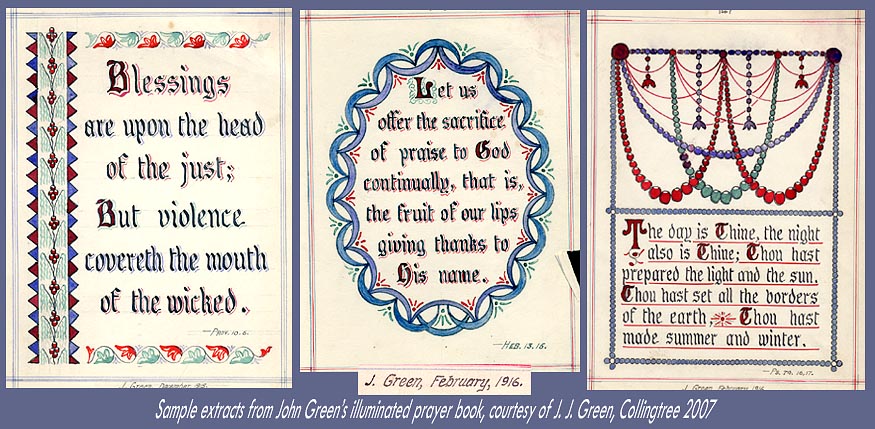 Blessings
are upon the head
of the just;
But violence
covereth the mouth
of the wicked.
—Prov. 10. 6.
J. Green, December 1915.
Let us
offer the sacrifice
of praise to God
continually, that is,
the fruit of our lips
giving thanks to
His name.
—HEB. 13. 15.
J. Green, February, 1916.
The day is Thine, the night
also is Thine; Thou hast
prepared the light and the sun.
Thou hast set all the borders
of the earth; Thou hast
made summer and winter.
—Ps. 74. 16, 17.
J. Green February, 1916
Sample extracts from John Green's illuminated prayer book, courtesy of J. J. Green, Collingtree 2007